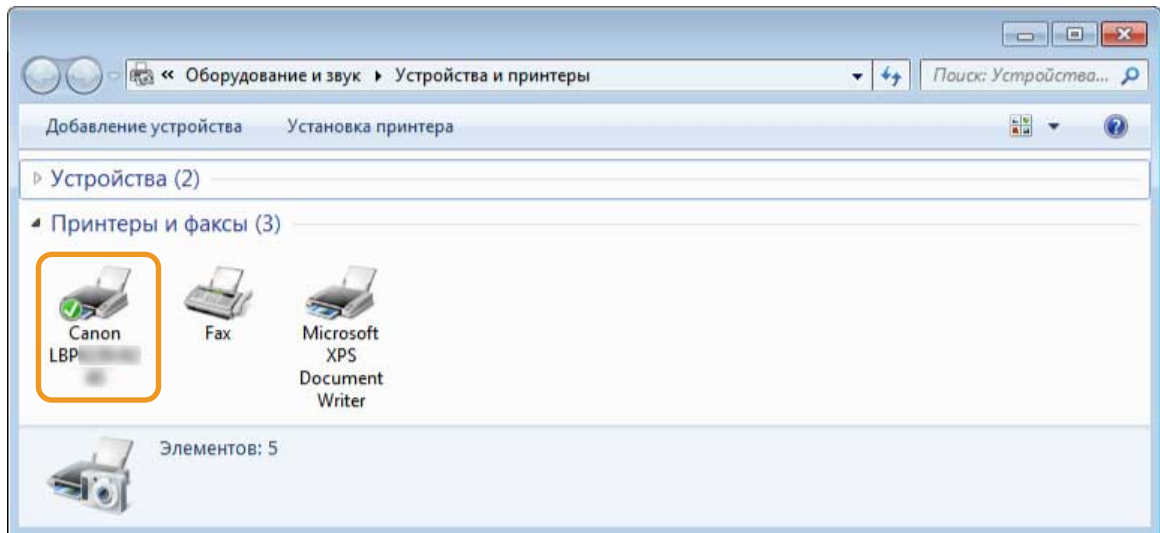 « Оборудование и звук ▸ Устройства и принтеры
Поиск: Устройства...
Добавление устройства Установка принтера
Устройства (2)
Принтеры и факсы (3)
Canon
LBP
Fax
Microsoft
XPS
Document
Writer
Элементов: 5